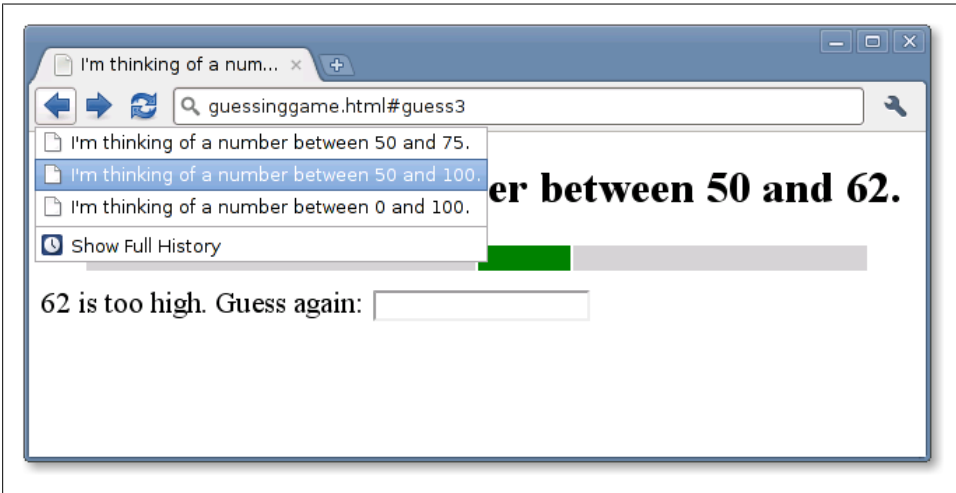 I'm thinking of a num...
guessinggame.html#guess3
I'm thinking of a number between 50 and 75.
I'm thinking of a number between 50 and 100.
I'm thinking of a number between 0 and 100.
Show Full History
er between 50 and 62.
62 is too high. Guess again: